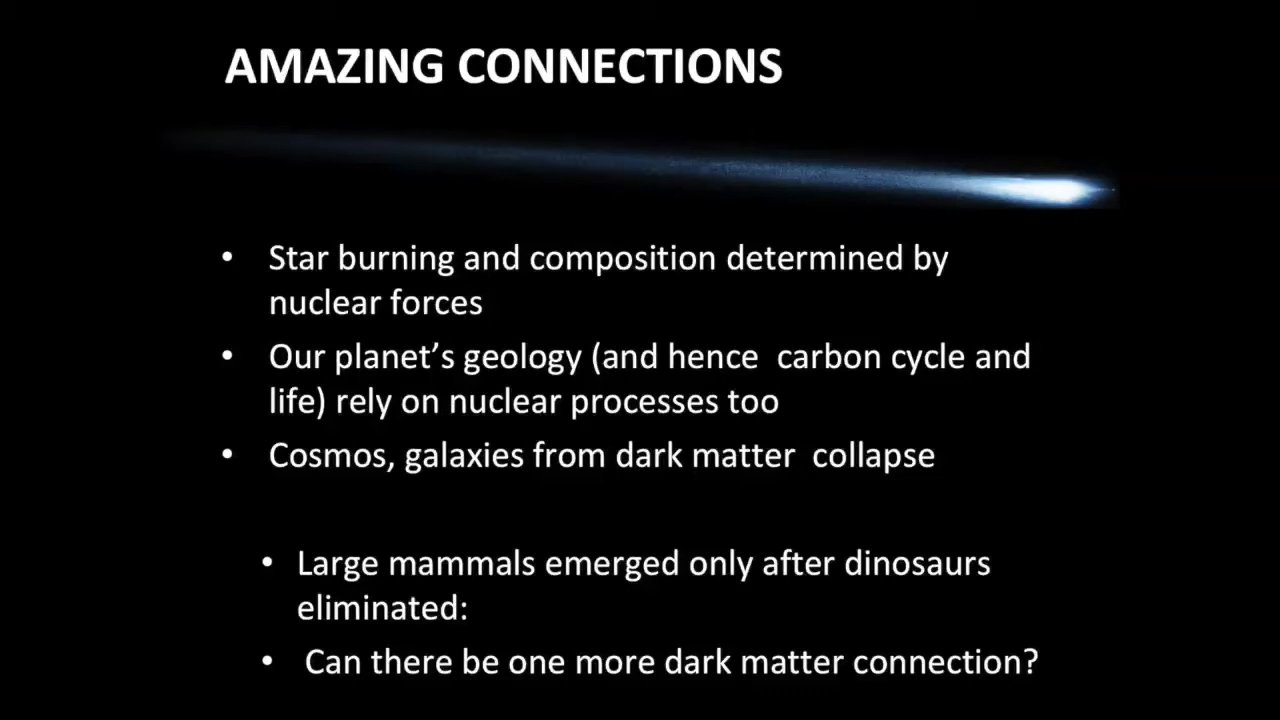 AMAZING CONNECTIONS
• Star burning and composition determined by
nuclear forces
• Our planet’s geology (and hence carbon cycle and
life) rely on nuclear processes too
• Cosmos, galaxies from dark matter collapse
• Large mammals emerged only after dinosaurs
eliminated:
• Can there be one more dark matter connection?